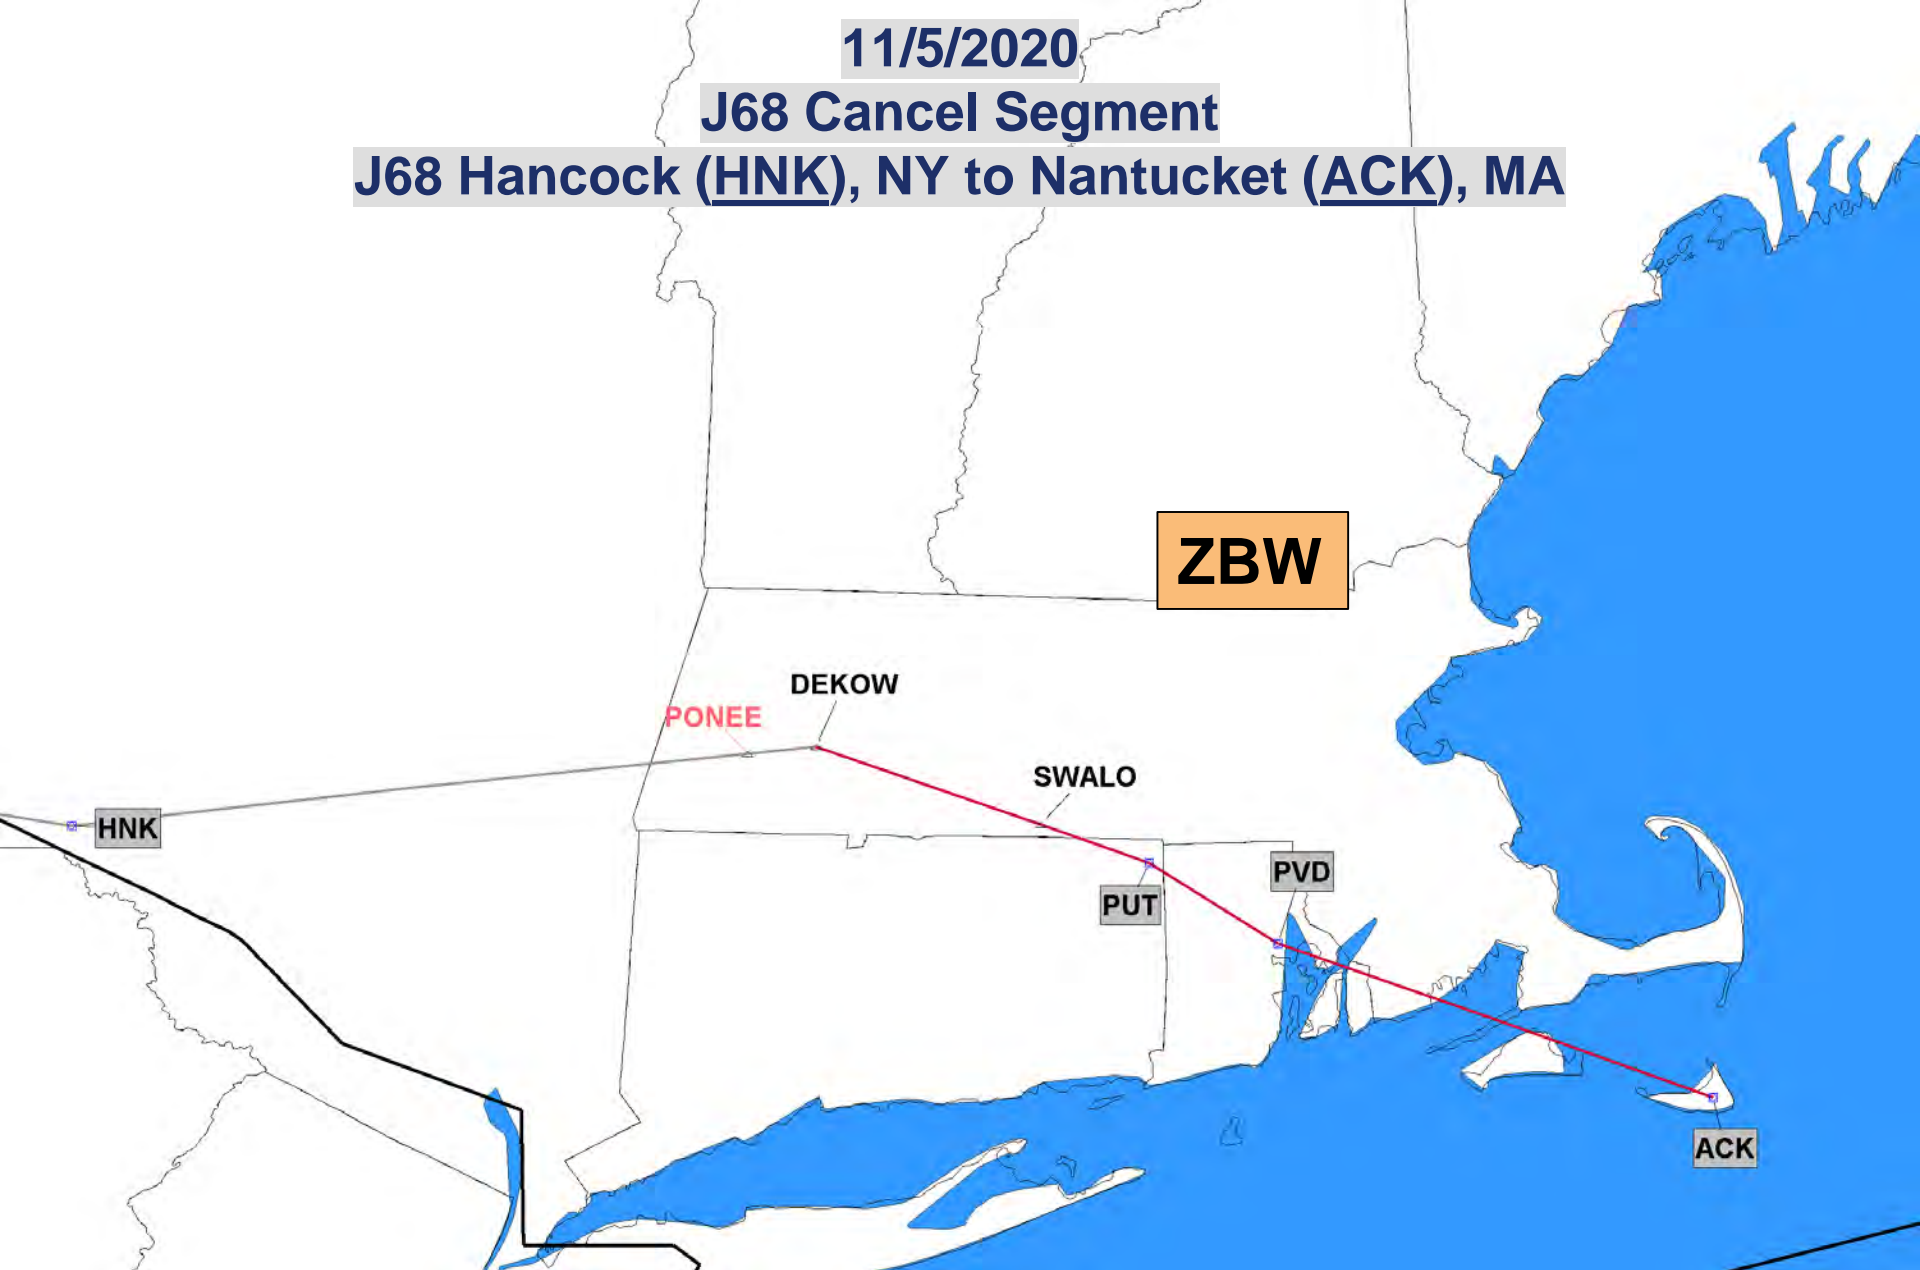 11/5/2020
J68 Cancel Segment
J68 Hancock (HNK), NY to Nantucket (ACK), MA
ZBW
DEKOW
PONEE
SWALO
HNK
PVD
PUT
ACK